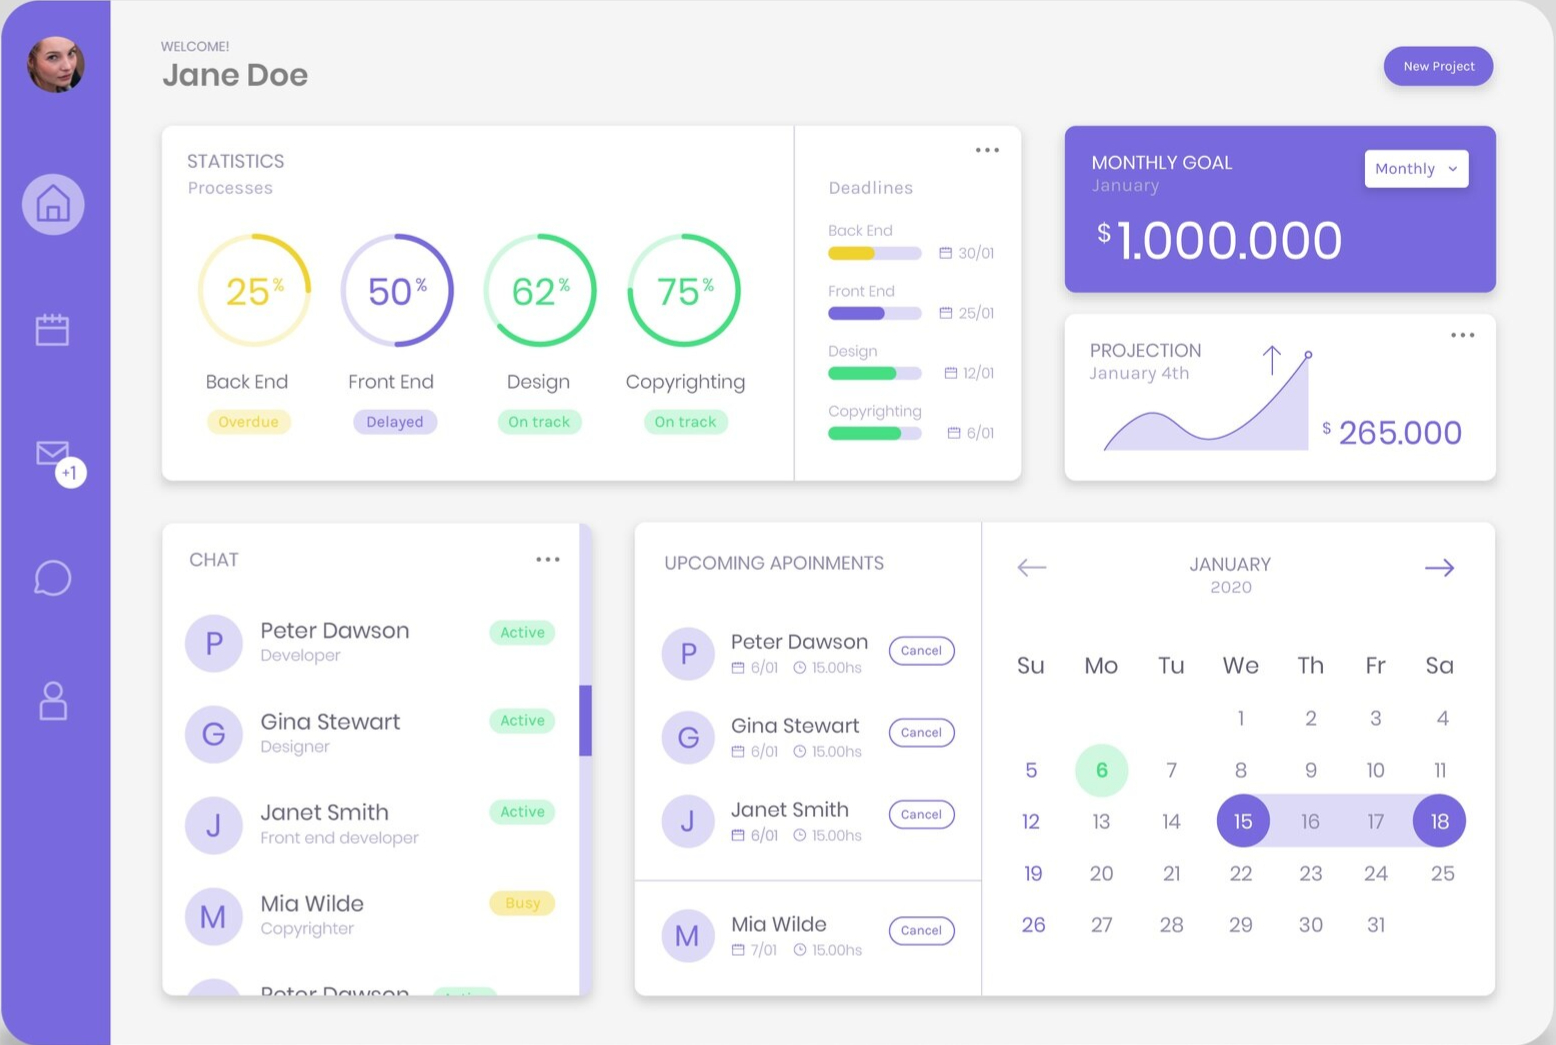 WELCOME!
Jane Doe
New Project
STATISTICS
Processes
25%
50%
62%
75%
Back End
Front End
Design
Copyrighting
Overdue
Delayed
On track
On track
Deadlines
Back End
30/01
Front End
25/01
Design
12/01
Copyrighting
6/01
MONTHLY GOAL
January
Monthly
$1.000.000
PROJECTION
January 4th
$ 265.000
+1
CHAT
Peter Dawson
Developer
Active
Gina Stewart
Designer
Active
Janet Smith
Front end developer
Active
Mia Wilde
Copyrighter
Busy
Peter Dawson
Active
UPCOMING APOINMENTS
Peter Dawson
6/01 15.00hs
Cancel
Gina Stewart
6/01 15.00hs
Cancel
Janet Smith
6/01 15.00hs
Cancel
Mia Wilde
7/01 15.00hs
Cancel
JANUARY
2020
Su Mo Tu We Th Fr Sa
1 2 3 4
5 6 7 8 9 10 11
12 13 14 15 16 17 18
19 20 21 22 23 24 25
26 27 28 29 30 31